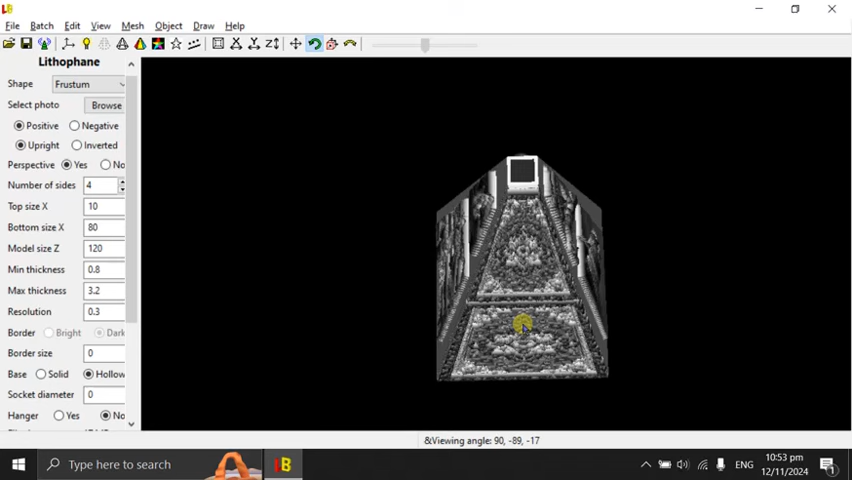 File Batch Edit View Mesh Object Draw Help
Lithophane
Shape Frustum
Select photo Browse
Positive Negative
Upright Inverted
Perspective Yes No
Number of sides 4
Top size X 10
Bottom size X 80
Model size Z 120
Min thickness 0.8
Max thickness 3.2
Resolution 0.3
Border Bright Dark
Border size 0
Base Solid Hollow
Socket diameter 0
Hanger Yes No
&Viewing angle: 90, -89, -17
Type here to search
ENG
10:53 pm
12/11/2024